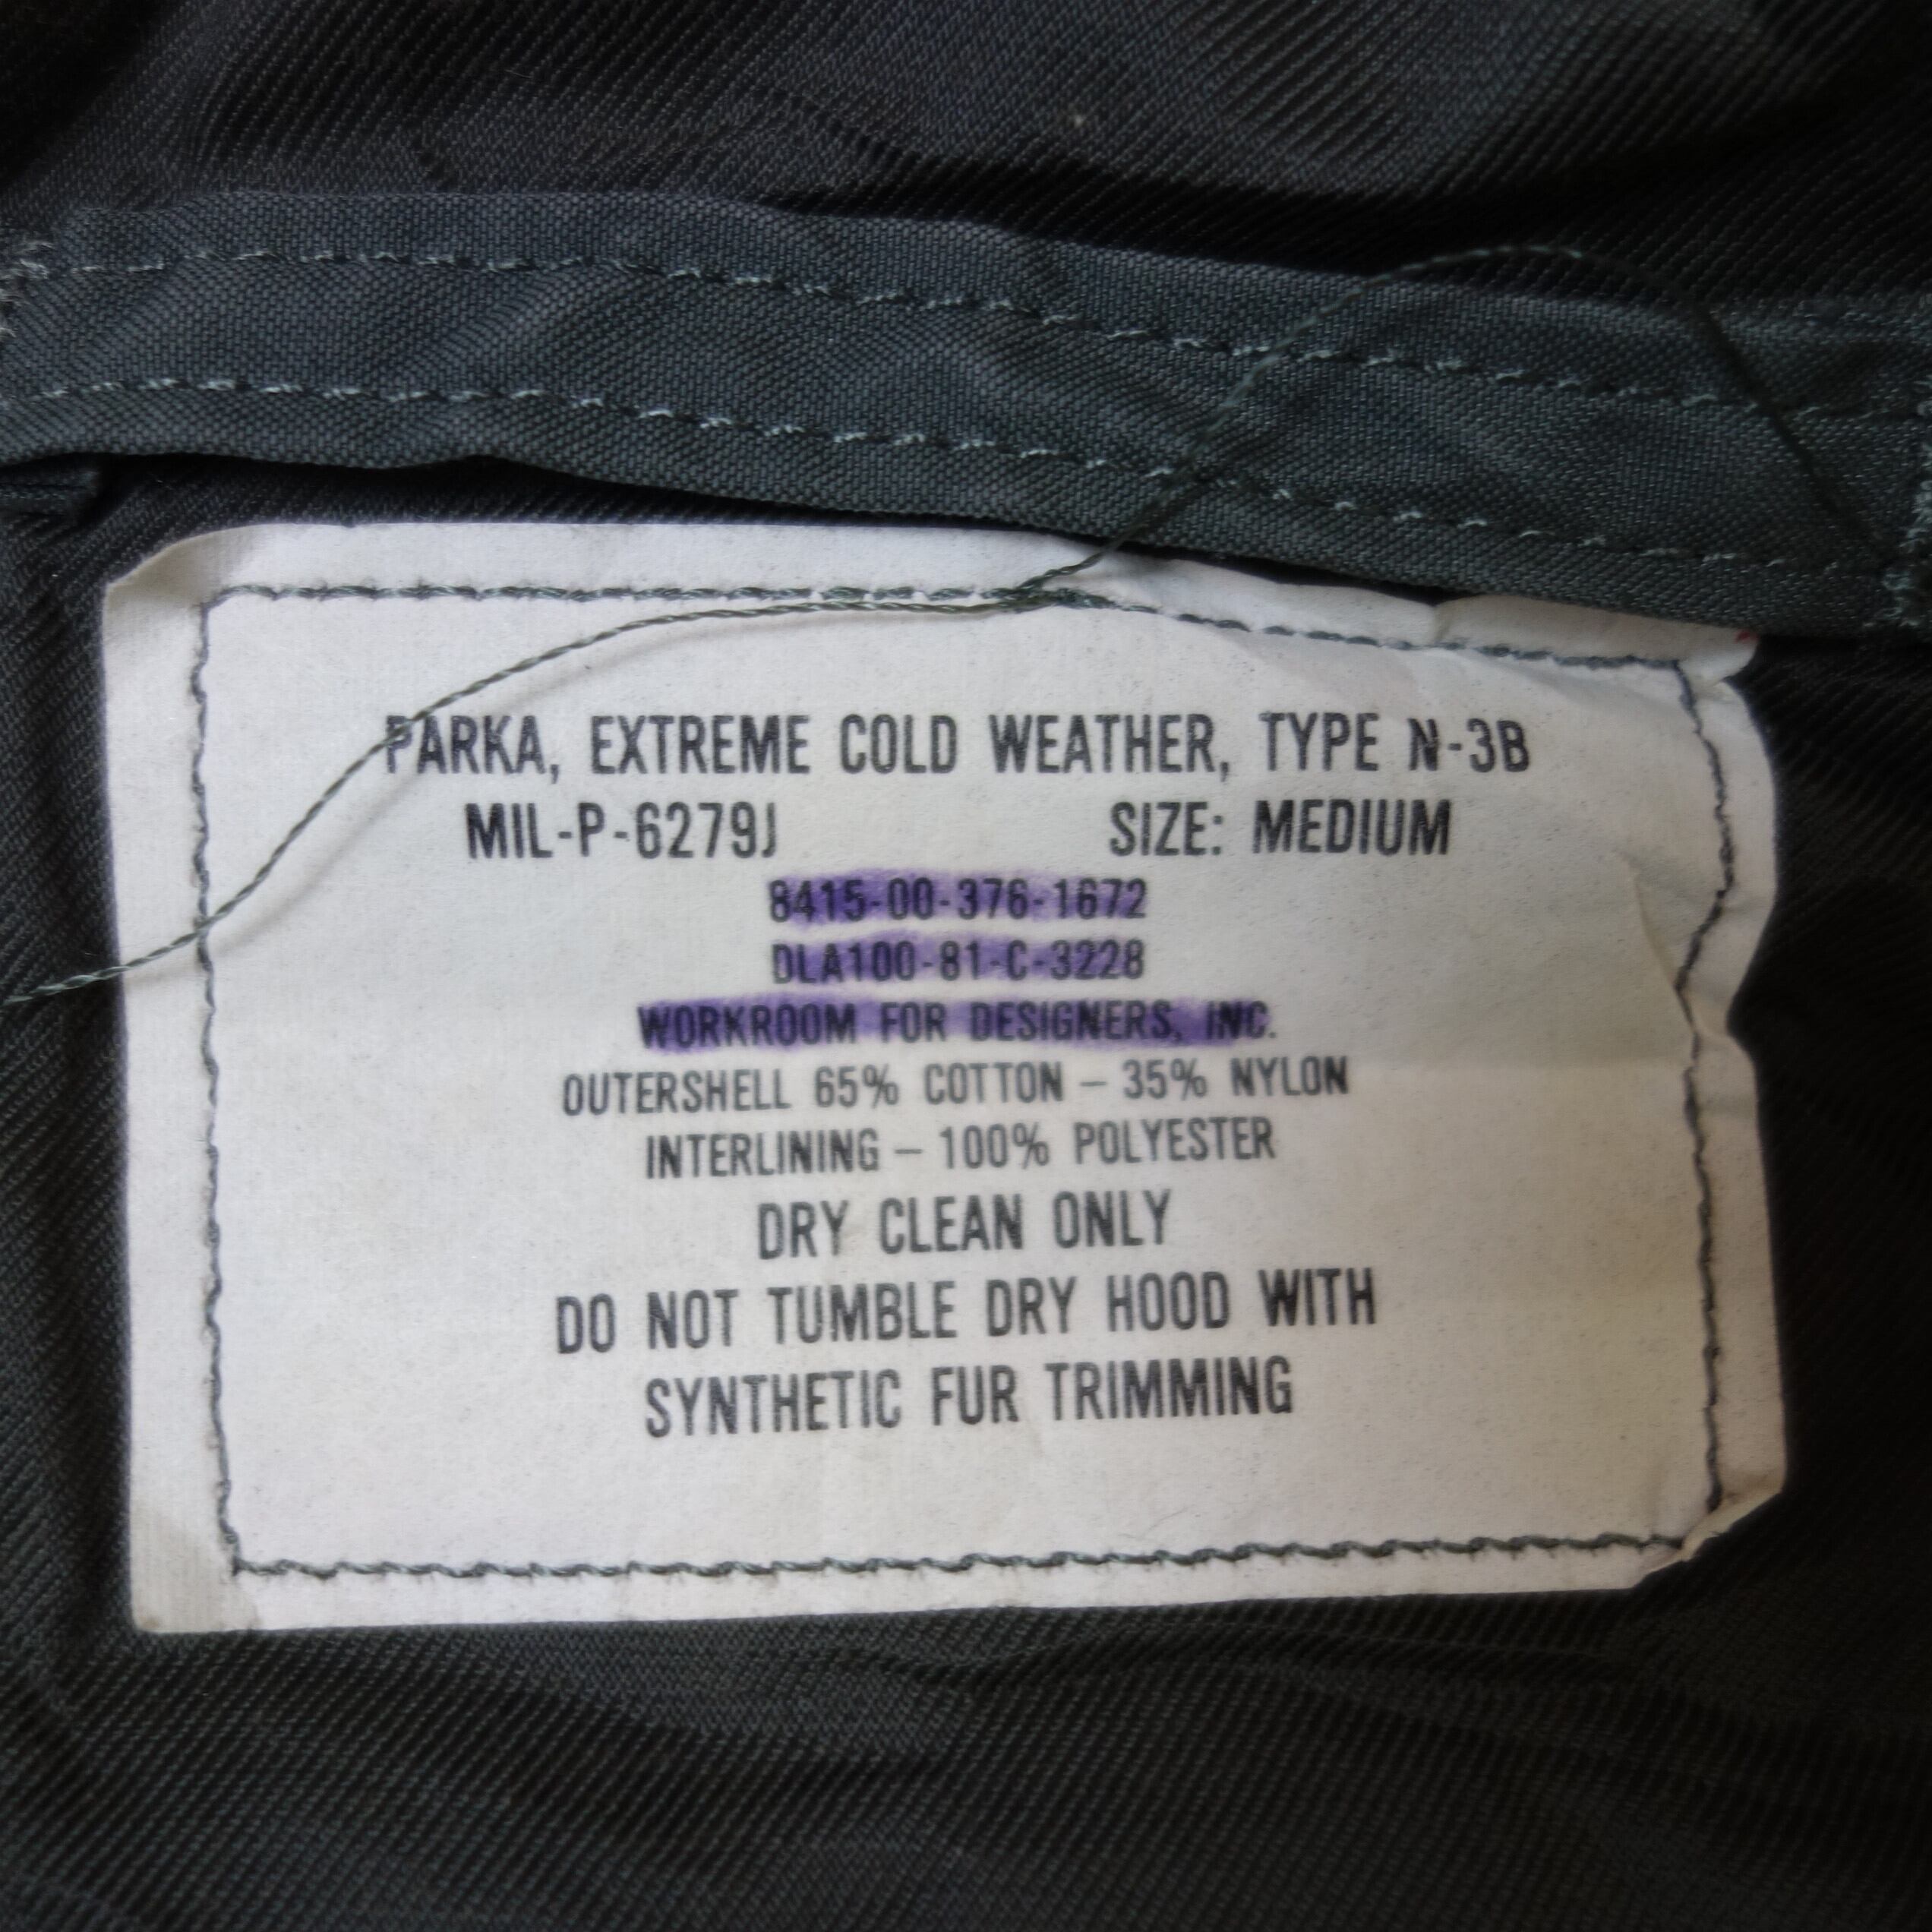 PARKA, EXTREME COLD WEATHER, TYPE N-3B
MIL-P-6279J SIZE: MEDIUM
8415-00-376-1672
DLA100-81-C-3228
WORKROOM FOR DESIGNERS, INC.
OUTERSHELL 65% COTTON – 35% NYLON
INTERLINING – 100% POLYESTER
DRY CLEAN ONLY
DO NOT TUMBLE DRY HOOD WITH
SYNTHETIC FUR TRIMMING